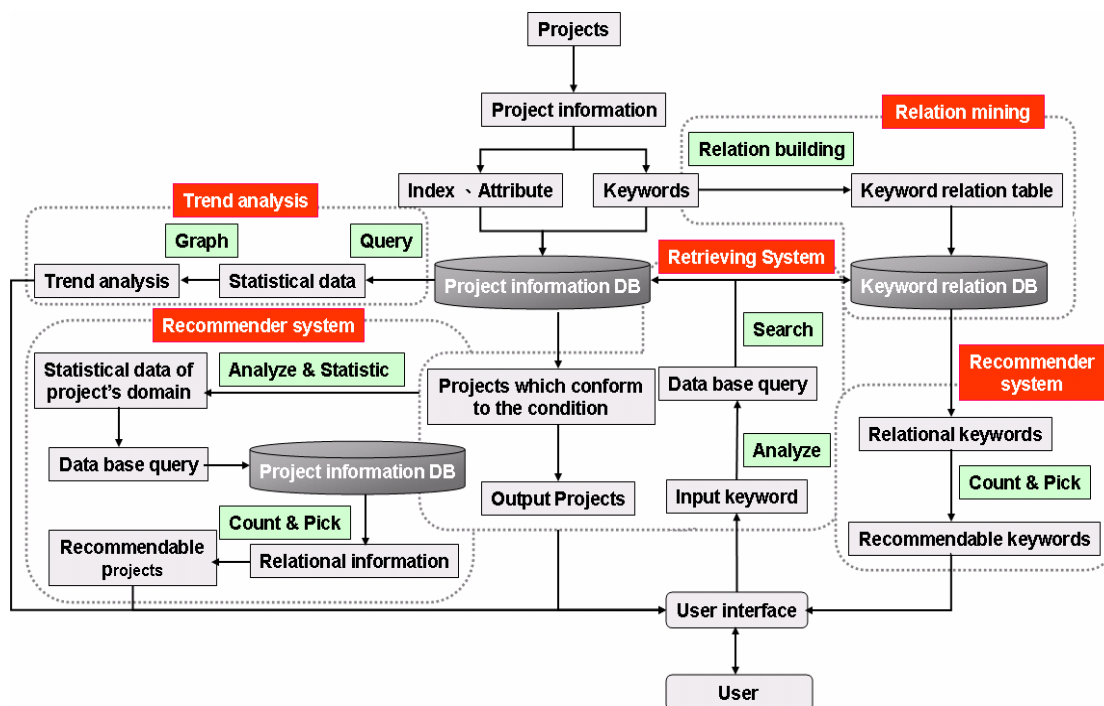 Projects
Project information
Relation mining
Relation building
Index、Attribute
Keywords
Keyword relation table
Trend analysis
Graph
Query
Retrieving System
Trend analysis
Statistical data
Project information DB
Keyword relation DB
Recommender system
Search
Statistical data of
project's domain
Analyze & Statistic
Projects which conform
to the condition
Data base query
Recommender
system
Relational keywords
Data base query
Project information DB
Analyze
Output Projects
Input keyword
Count & Pick
Count & Pick
Recommendable
projects
Relational information
Recommendable keywords
User interface
User